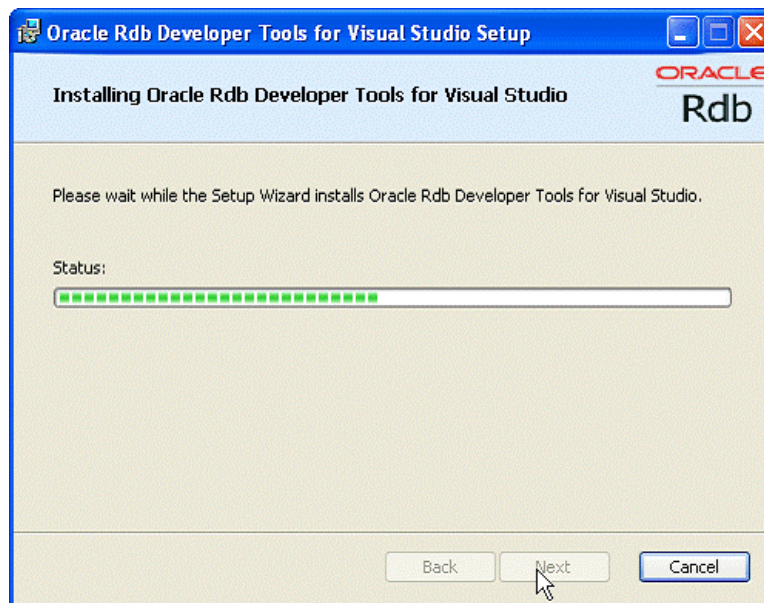 Oracle Rdb Developer Tools for Visual Studio Setup
ORACLE
Installing Oracle Rdb Developer Tools for Visual Studio
Rdb
Please wait while the Setup Wizard installs Oracle Rdb Developer Tools for Visual Studio.
Status:
Back
Next
Cancel